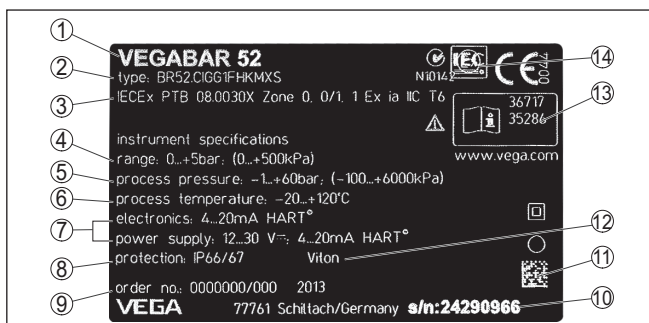 1 VEGABAR 52
2 type: BR52.CIGG1FHKMXS
N10142
IEC
CE 0044
14
3 IECEx PTB 08.0030X Zone 0, 0/1, 1 Ex ia IIC T6
36717
35286
13
instrument specifications
www.vega.com
4 range: 0...+5bar; (0...+500kPa)
5 process pressure: -1...+60bar; (-100...+6000kPa)
6 process temperature: -20...+120°C
7 electronics: 4...20mA HART®
power supply: 12...30 V⎓; 4...20mA HART®
12
8 protection: IP66/67 Viton
11
9 order no.: 0000000/000 2013
VEGA 77761 Schiltach/Germany s/n:24290966 10